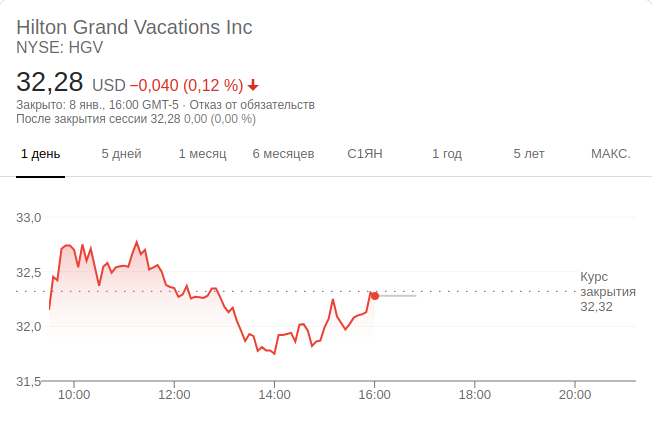 Hilton Grand Vacations Inc
NYSE: HGV
32,28 USD −0,040 (0,12 %)
Закрыто: 8 янв., 16:00 GMT-5 · Отказ от обязательств
После закрытия сессии 32,28 0,00 (0,00 %)
1 день 5 дней 1 месяц 6 месяцев С1ЯН 1 год 5 лет МАКС.
33,0
32,5
Курс
закрытия
32,32
32,0
31,5
10:00 12:00 14:00 16:00 18:00 20:00